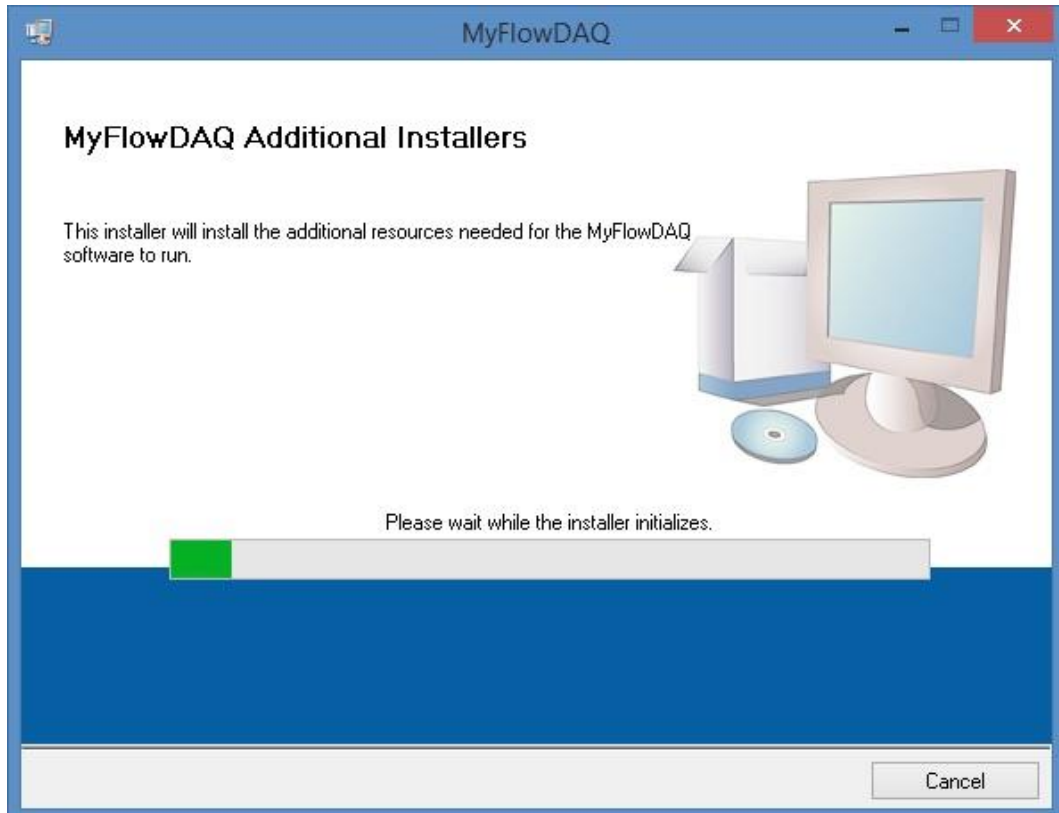 MyFlowDAQ
MyFlowDAQ Additional Installers
This installer will install the additional resources needed for the MyFlowDAQ
software to run.
Please wait while the installer initializes.
Cancel